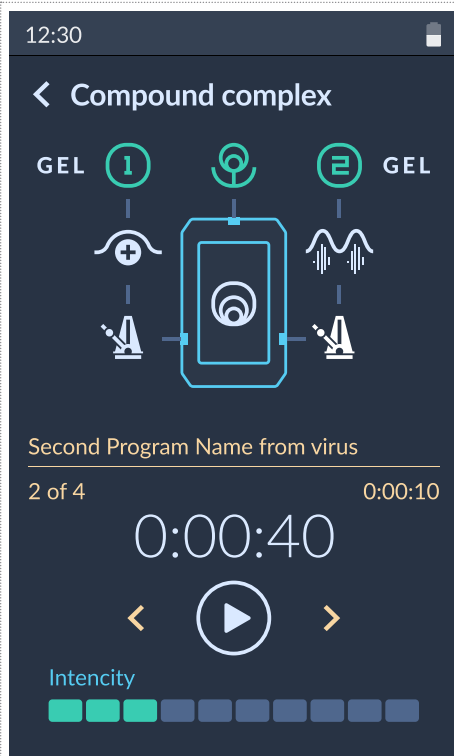 12:30
Compound complex
GEL 1 2 GEL
Second Program Name from virus
2 of 4 0:00:10
0:00:40
Intencity